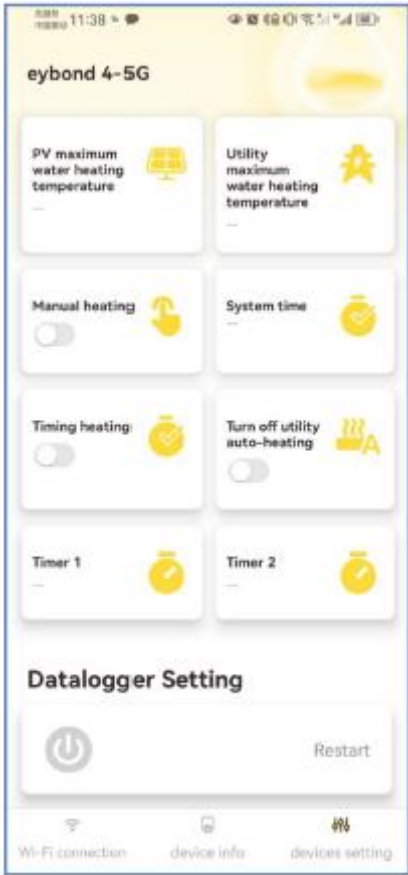 11:38
eybond 4-5G
PV maximum
water heating
temperature
--
Utility
maximum
water heating
temperature
--
Manual heating
System time
--
Timing heating
Turn off utility
auto-heating
A
Timer 1
--
Timer 2
--
Datalogger Setting
Restart
Wi-Fi connection
device info
devices setting